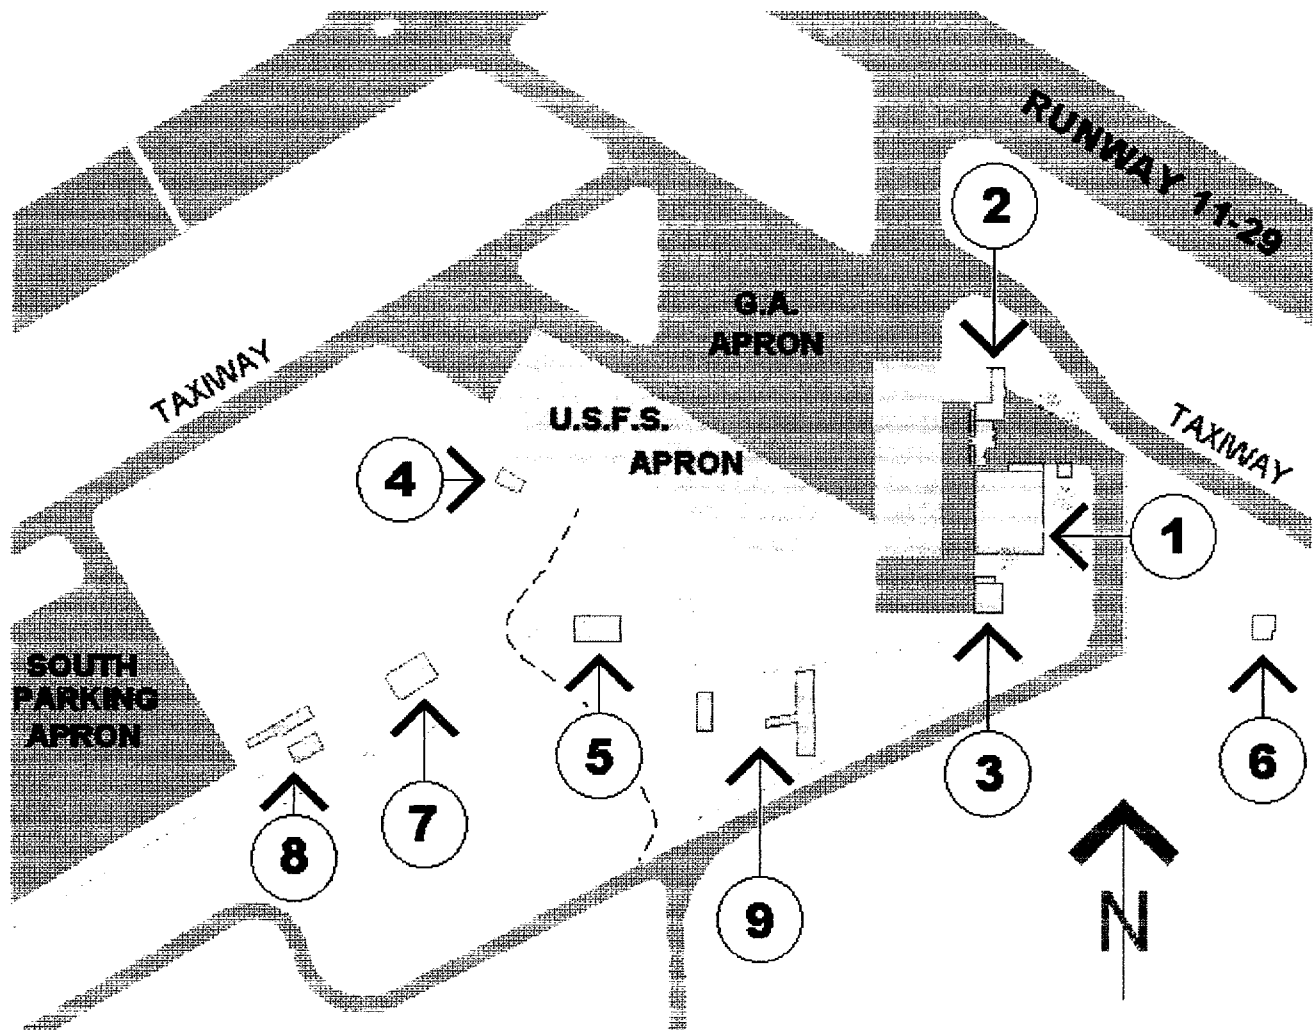 RUNWAY 11-29
2
G.A.
APRON
TAXIWAY
U.S.F.S.
APRON
TAXIWAY
4
1
SOUTH
PARKING
APRON
5
3
6
7
8
9
N